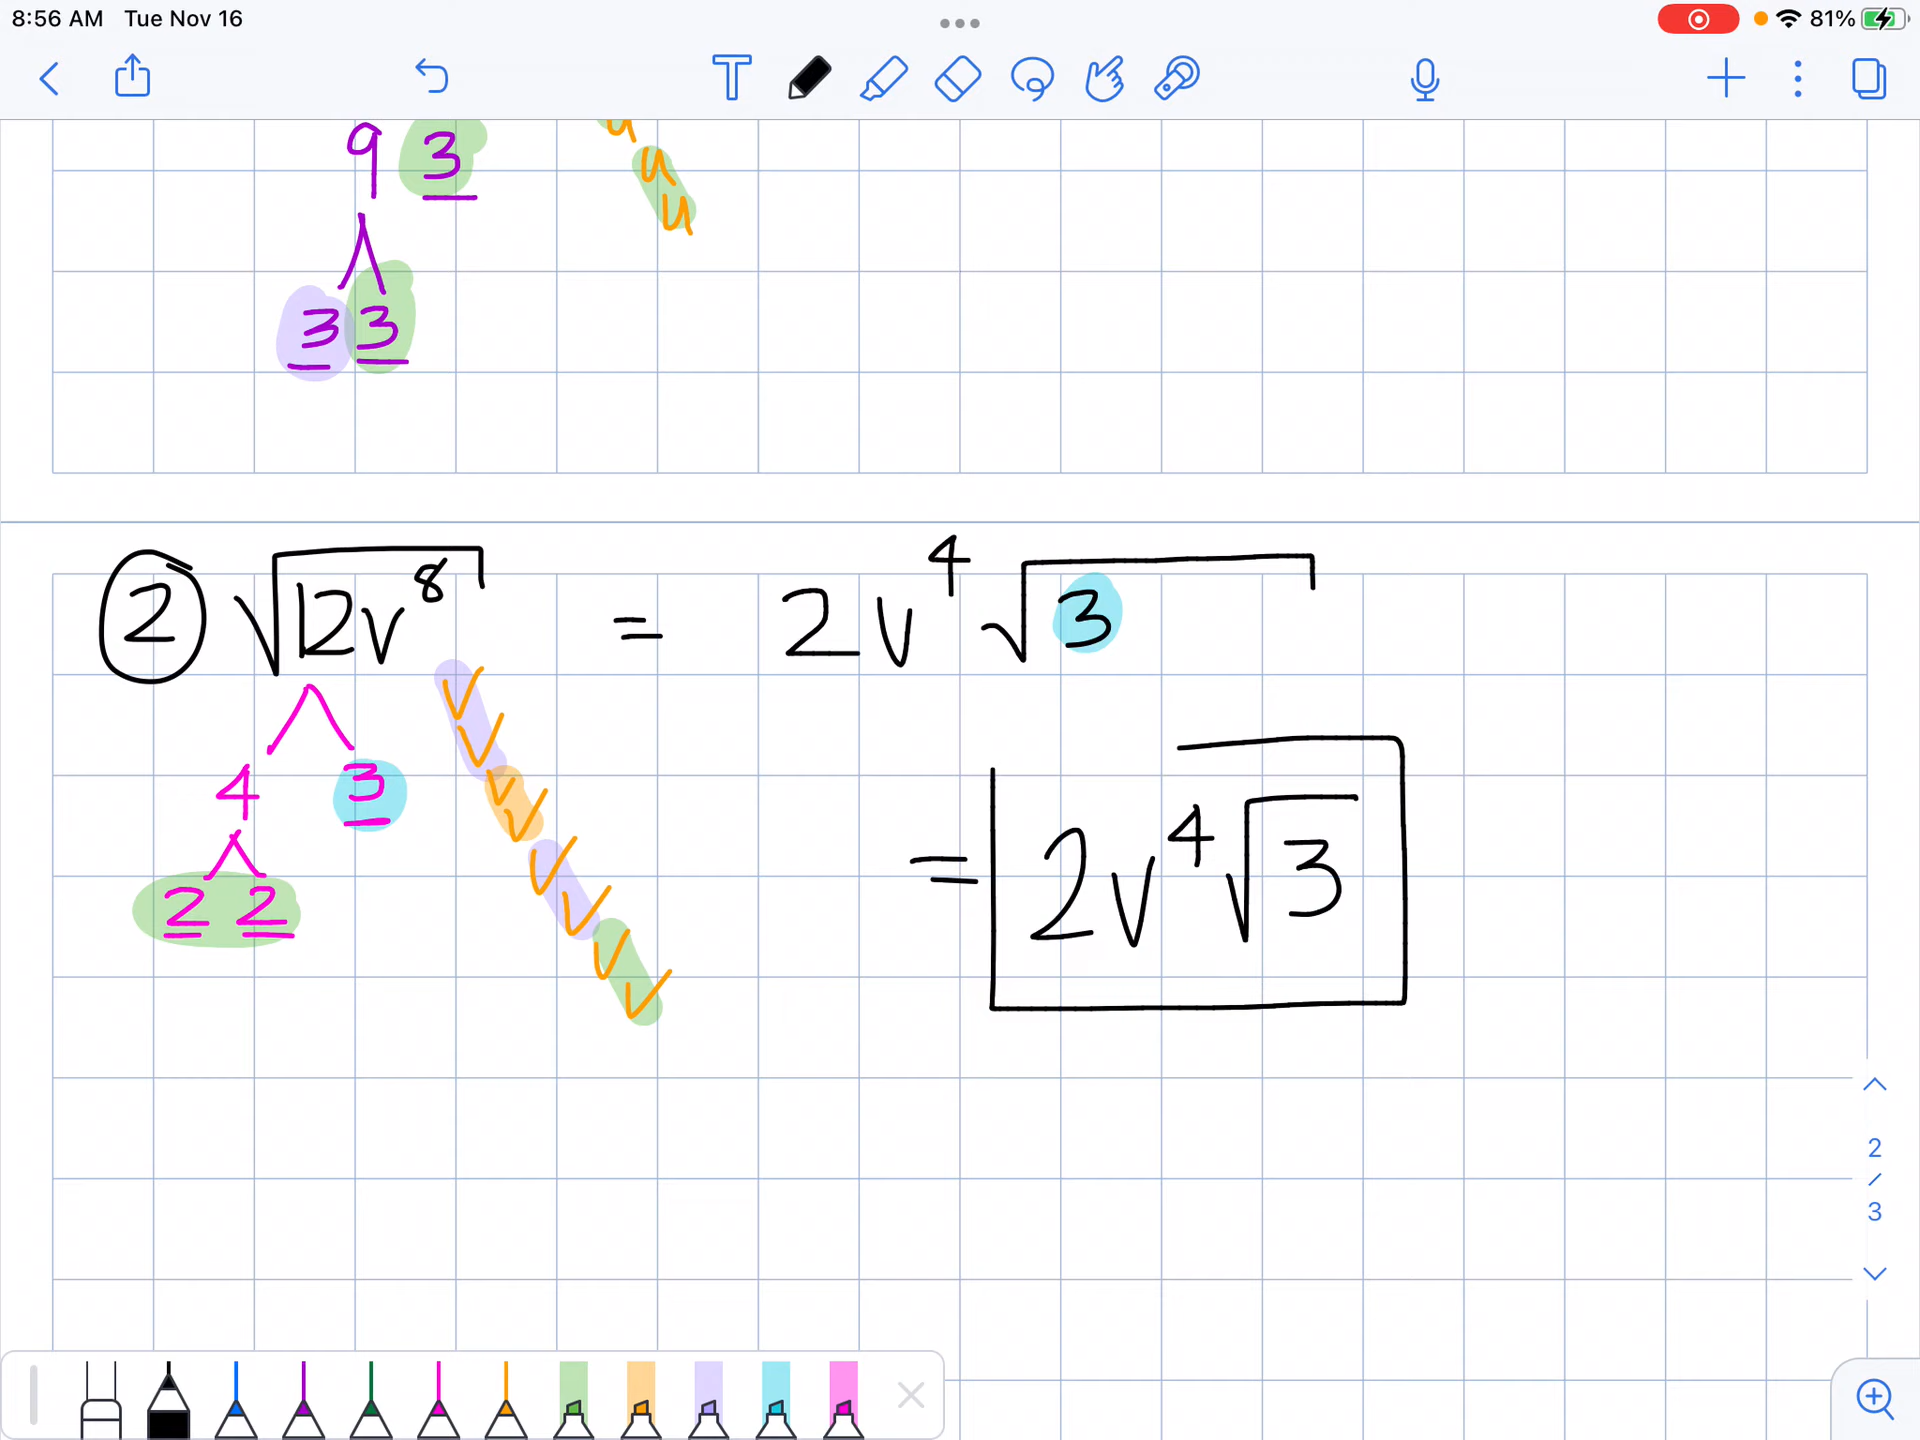 8:56 AM Tue Nov 16 81%
9 3
u
u
u
3 3
② √12v⁸ = 2v⁴√3
4 3
2 2
v
v
v
v
v
v
v
v
= 2v⁴√3
2
/
3